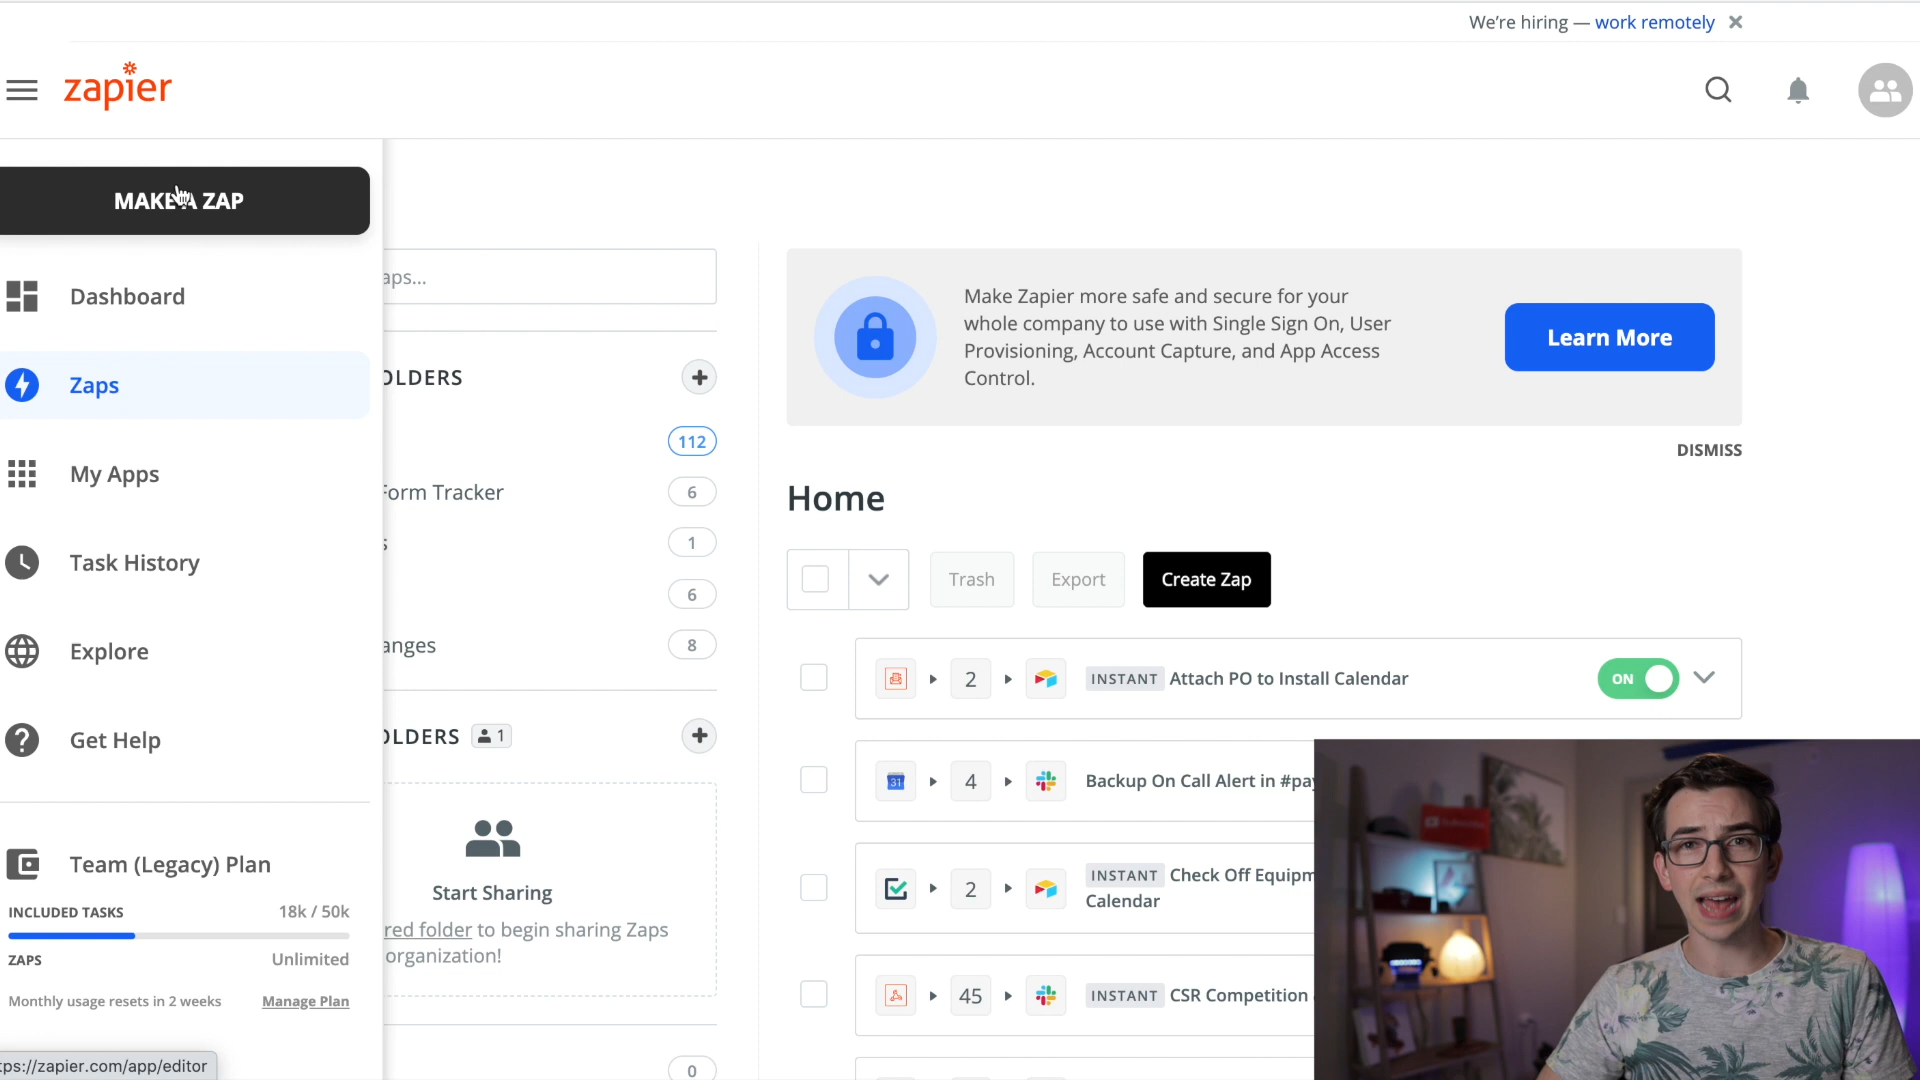 We're hiring — work remotely
zapier
MAKE A ZAP
Dashboard
Zaps
My Apps
Task History
Explore
Get Help
Team (Legacy) Plan
INCLUDED TASKS 18k / 50k
ZAPS Unlimited
Monthly usage resets in 2 weeks Manage Plan
tps://zapier.com/app/editor
aps...
OLDERS
112
Form Tracker 6
s 1
6
anges 8
OLDERS 1
Start Sharing
red folder to begin sharing Zaps
organization!
0
Make Zapier more safe and secure for your
whole company to use with Single Sign On, User
Provisioning, Account Capture, and App Access
Control.
Learn More
DISMISS
Home
Trash Export Create Zap
2 INSTANT Attach PO to Install Calendar ON
31 4 Backup On Call Alert in #pay
2 INSTANT Check Off Equipm
Calendar
45 INSTANT CSR Competition